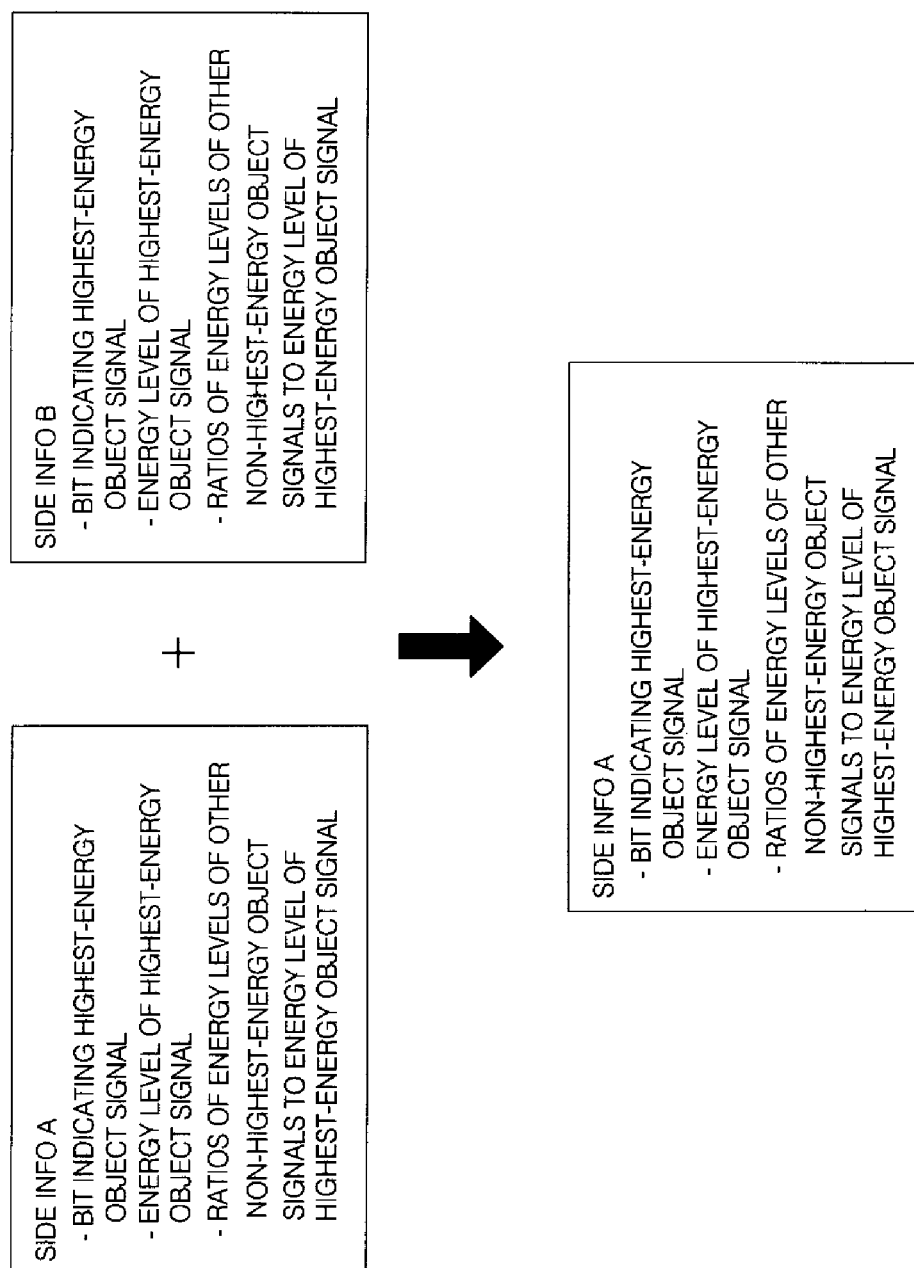 SIDE INFO A
- BIT INDICATING HIGHEST-ENERGY
OBJECT SIGNAL
- ENERGY LEVEL OF HIGHEST-ENERGY
OBJECT SIGNAL
- RATIOS OF ENERGY LEVELS OF OTHER
NON-HIGHEST-ENERGY OBJECT
SIGNALS TO ENERGY LEVEL OF
HIGHEST-ENERGY OBJECT SIGNAL
+
SIDE INFO B
- BIT INDICATING HIGHEST-ENERGY
OBJECT SIGNAL
- ENERGY LEVEL OF HIGHEST-ENERGY
OBJECT SIGNAL
- RATIOS OF ENERGY LEVELS OF OTHER
NON-HIGHEST-ENERGY OBJECT
SIGNALS TO ENERGY LEVEL OF
HIGHEST-ENERGY OBJECT SIGNAL
SIDE INFO A
- BIT INDICATING HIGHEST-ENERGY
OBJECT SIGNAL
- ENERGY LEVEL OF HIGHEST-ENERGY
OBJECT SIGNAL
- RATIOS OF ENERGY LEVELS OF OTHER
NON-HIGHEST-ENERGY OBJECT
SIGNALS TO ENERGY LEVEL OF
HIGHEST-ENERGY OBJECT SIGNAL